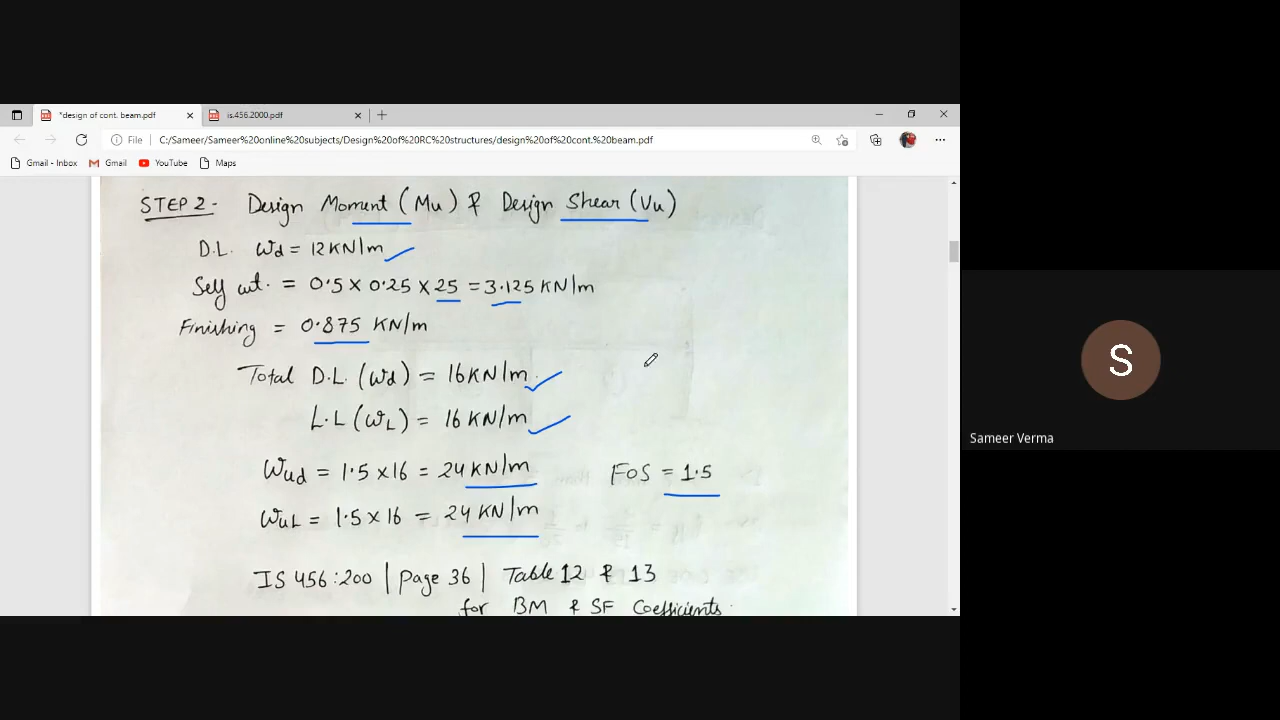 *design of cont. beam.pdf
is.456.2000.pdf
File
C:/Sameer/Sameer%20online%20subjects/Design%20of%20RC%20structures/design%20of%20cont.%20beam.pdf
Gmail - Inbox
Gmail
YouTube
Maps
STEP 2- Design Moment (Mu) & Design Shear (Vu)
D.L. Wd = 12KN/m
Self wt. = 0.5 x 0.25 x 25 = 3.125 KN/m
Finishing = 0.875 KN/m
Total D.L. (Wd) = 16KN/m.
L.L (WL) = 16 KN/m
Wud = 1.5 x 16 = 24 KN/m FOS = 1.5
WuL = 1.5 x 16 = 24 KN/m
IS 456:200 | Page 36 | Table 12 & 13
for BM & SF Coefficients.
S
Sameer Verma